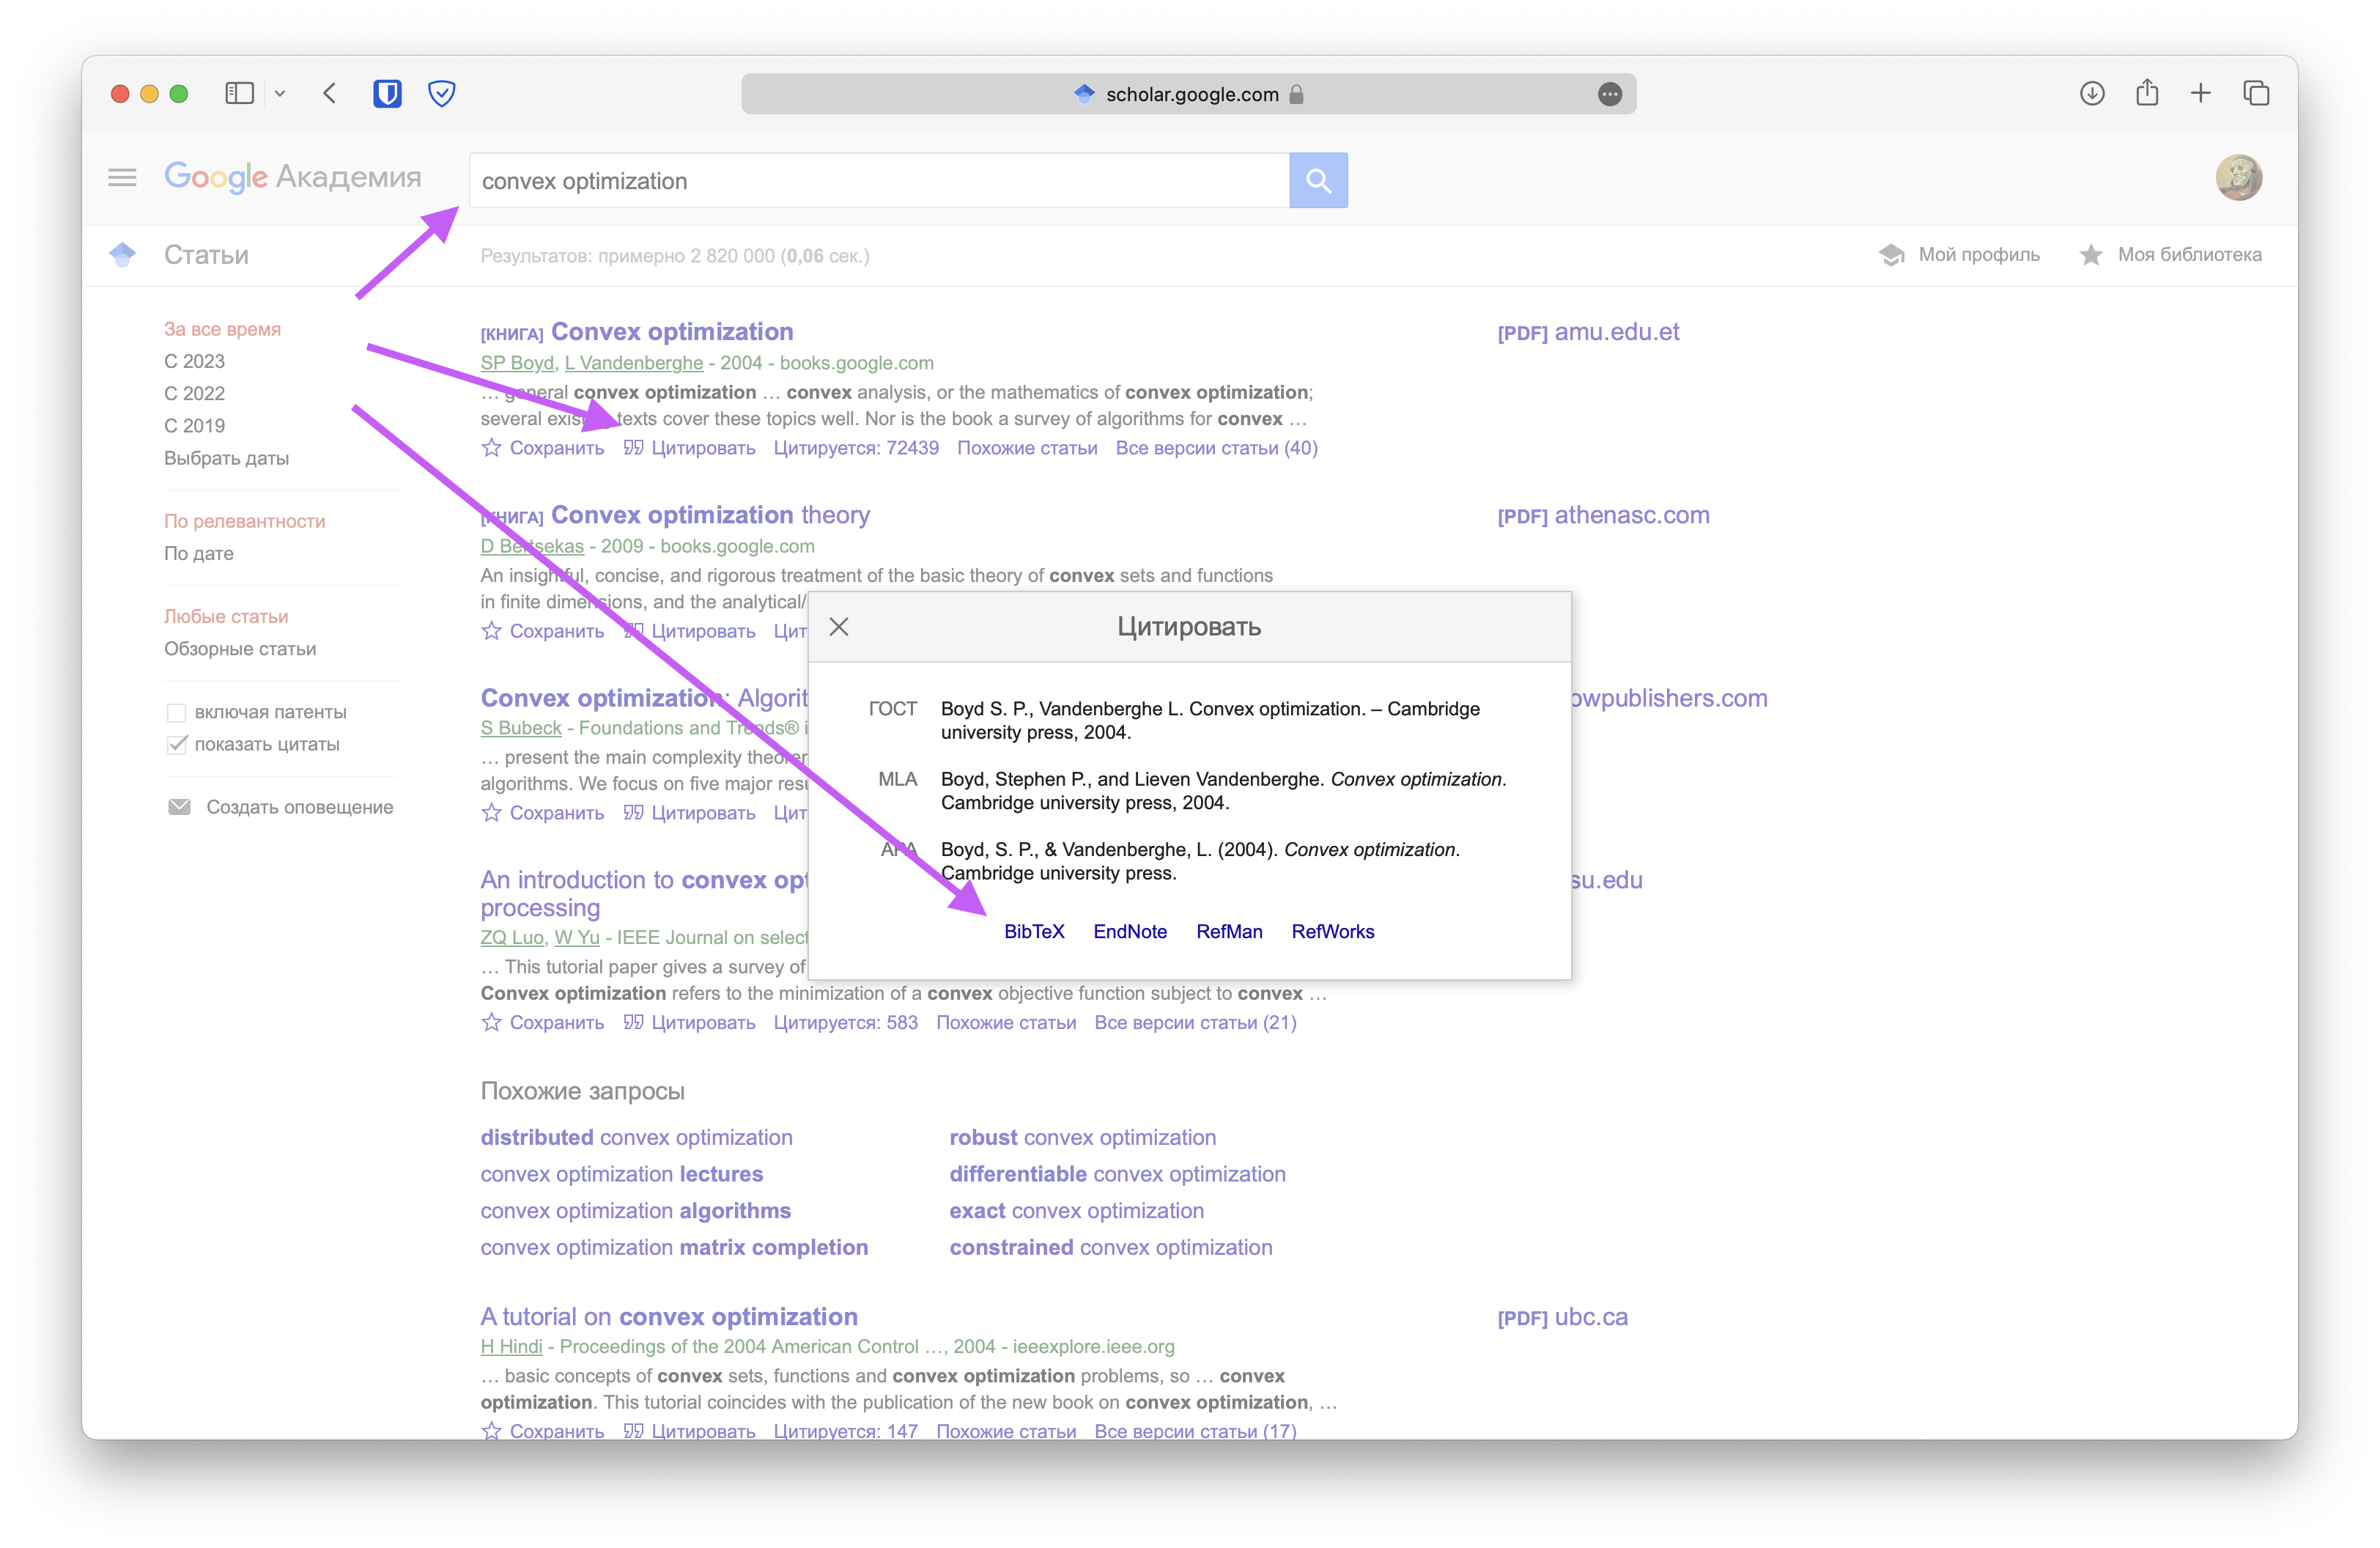 scholar.google.com
Google Академия
convex optimization
Статьи
Результатов: примерно 2 820 000 (0,06 сек.)
Мой профиль
Моя библиотека
За все время
С 2023
С 2022
С 2019
Выбрать даты
По релевантности
По дате
Любые статьи
Обзорные статьи
включая патенты
показать цитаты
Создать оповещение
[КНИГА] Convex optimization
[PDF] amu.edu.et
SP Boyd, L Vandenberghe - 2004 - books.google.com
… general convex optimization … convex analysis, or the mathematics of convex optimization;
several existing texts cover these topics well. Nor is the book a survey of algorithms for convex …
Сохранить Цитировать Цитируется: 72439 Похожие статьи Все версии статьи (40)
[КНИГА] Convex optimization theory
[PDF] athenasc.com
D Bertsekas - 2009 - books.google.com
An insightful, concise, and rigorous treatment of the basic theory of convex sets and functions
in finite dimensions, and the analytical/
Сохранить Цитировать Цит
Convex optimization: Algorit
owpublishers.com
S Bubeck - Foundations and Trends® i
… present the main complexity theorem
algorithms. We focus on five major resu
Сохранить Цитировать Цит
An introduction to convex opt
su.edu
processing
ZQ Luo, W Yu - IEEE Journal on select
… This tutorial paper gives a survey of
Convex optimization refers to the minimization of a convex objective function subject to convex …
Сохранить Цитировать Цитируется: 583 Похожие статьи Все версии статьи (21)
Цитировать
ГОСТ Boyd S. P., Vandenberghe L. Convex optimization. – Cambridge
university press, 2004.
MLA Boyd, Stephen P., and Lieven Vandenberghe. Convex optimization.
Cambridge university press, 2004.
APA Boyd, S. P., & Vandenberghe, L. (2004). Convex optimization.
Cambridge university press.
BibTeX EndNote RefMan RefWorks
Похожие запросы
distributed convex optimization
convex optimization lectures
convex optimization algorithms
convex optimization matrix completion
robust convex optimization
differentiable convex optimization
exact convex optimization
constrained convex optimization
A tutorial on convex optimization
[PDF] ubc.ca
H Hindi - Proceedings of the 2004 American Control …, 2004 - ieeexplore.ieee.org
… basic concepts of convex sets, functions and convex optimization problems, so … convex
optimization. This tutorial coincides with the publication of the new book on convex optimization, …
Сохранить Цитировать Цитируется: 147 Похожие статьи Все версии статьи (17)